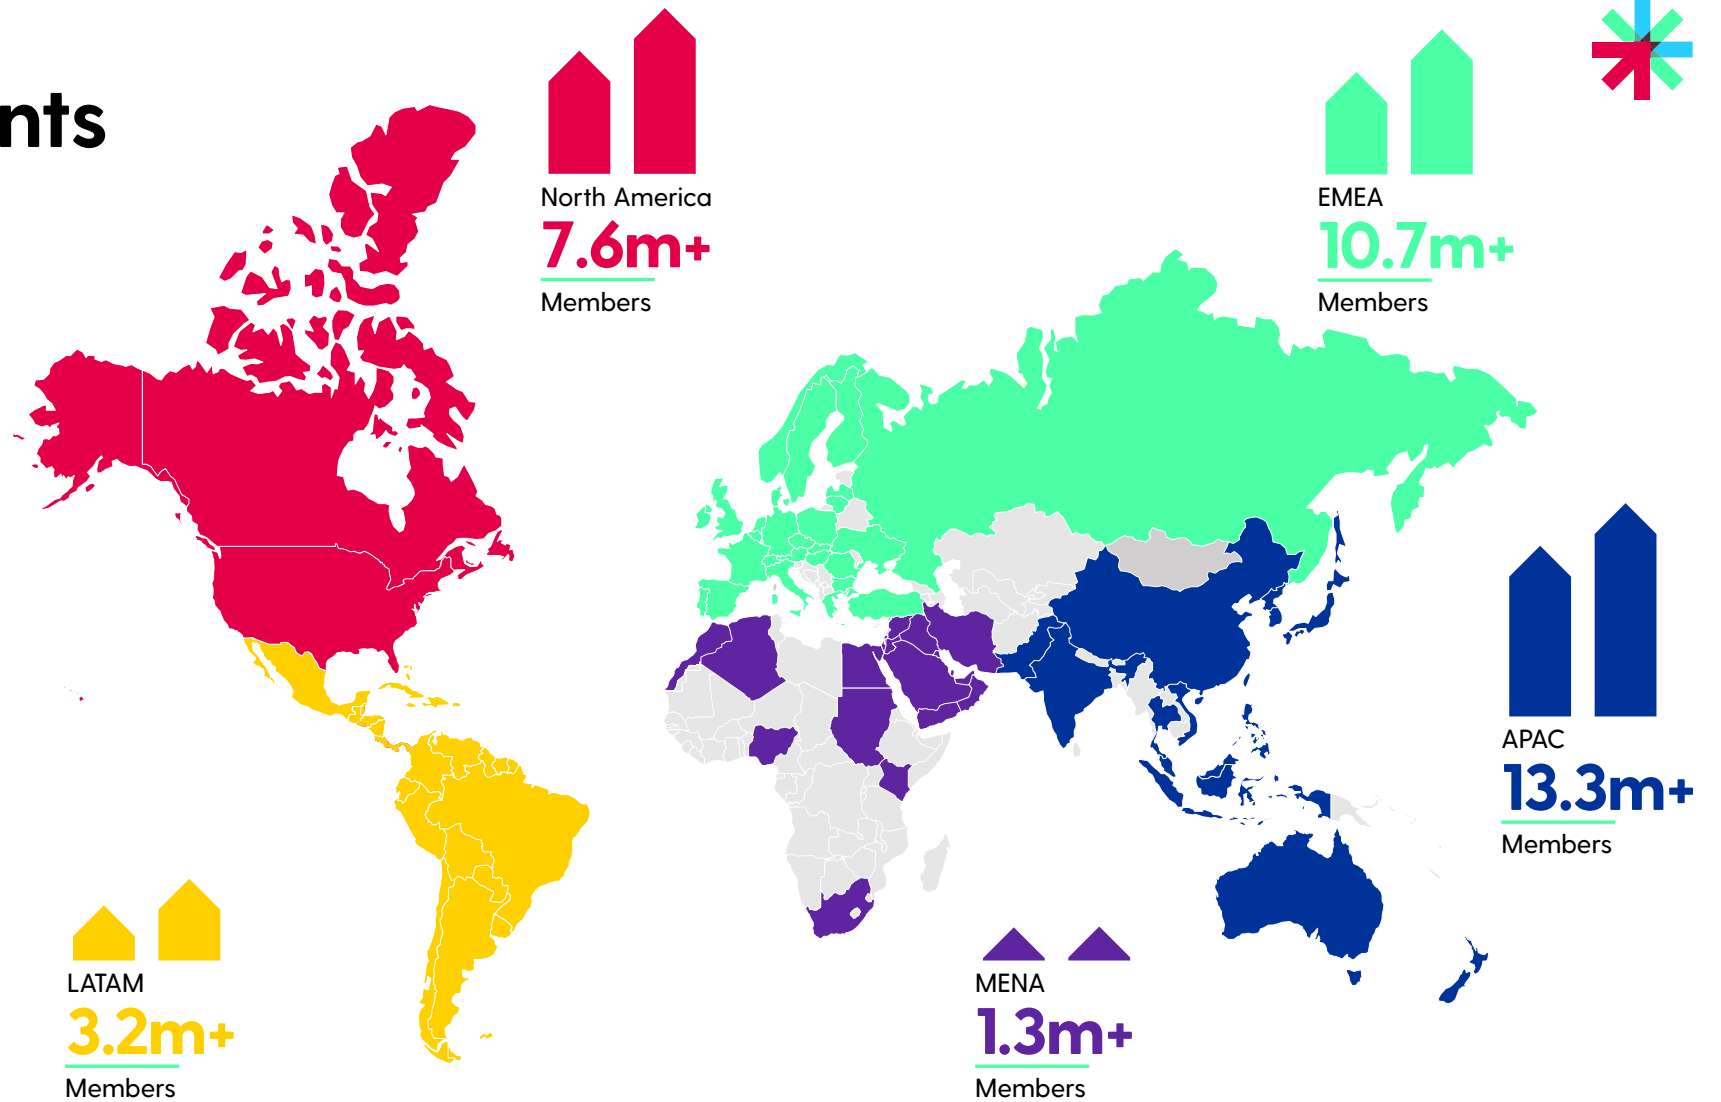 nts
North America
7.6m+
Members
EMEA
10.7m+
Members
APAC
13.3m+
Members
LATAM
3.2m+
Members
MENA
1.3m+
Members